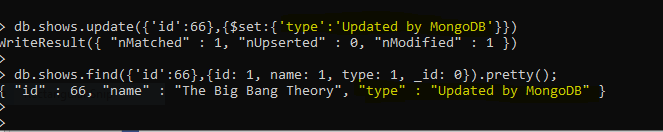 > db.shows.update({'id':66},{$set:{'type':'Updated by MongoDB'}})
WriteResult({ "nMatched" : 1, "nUpserted" : 0, "nModified" : 1 })
>
> db.shows.find({'id':66},{id: 1, name: 1, type: 1, _id: 0}).pretty();
{ "id" : 66, "name" : "The Big Bang Theory", "type" : "Updated by MongoDB" }
>
>